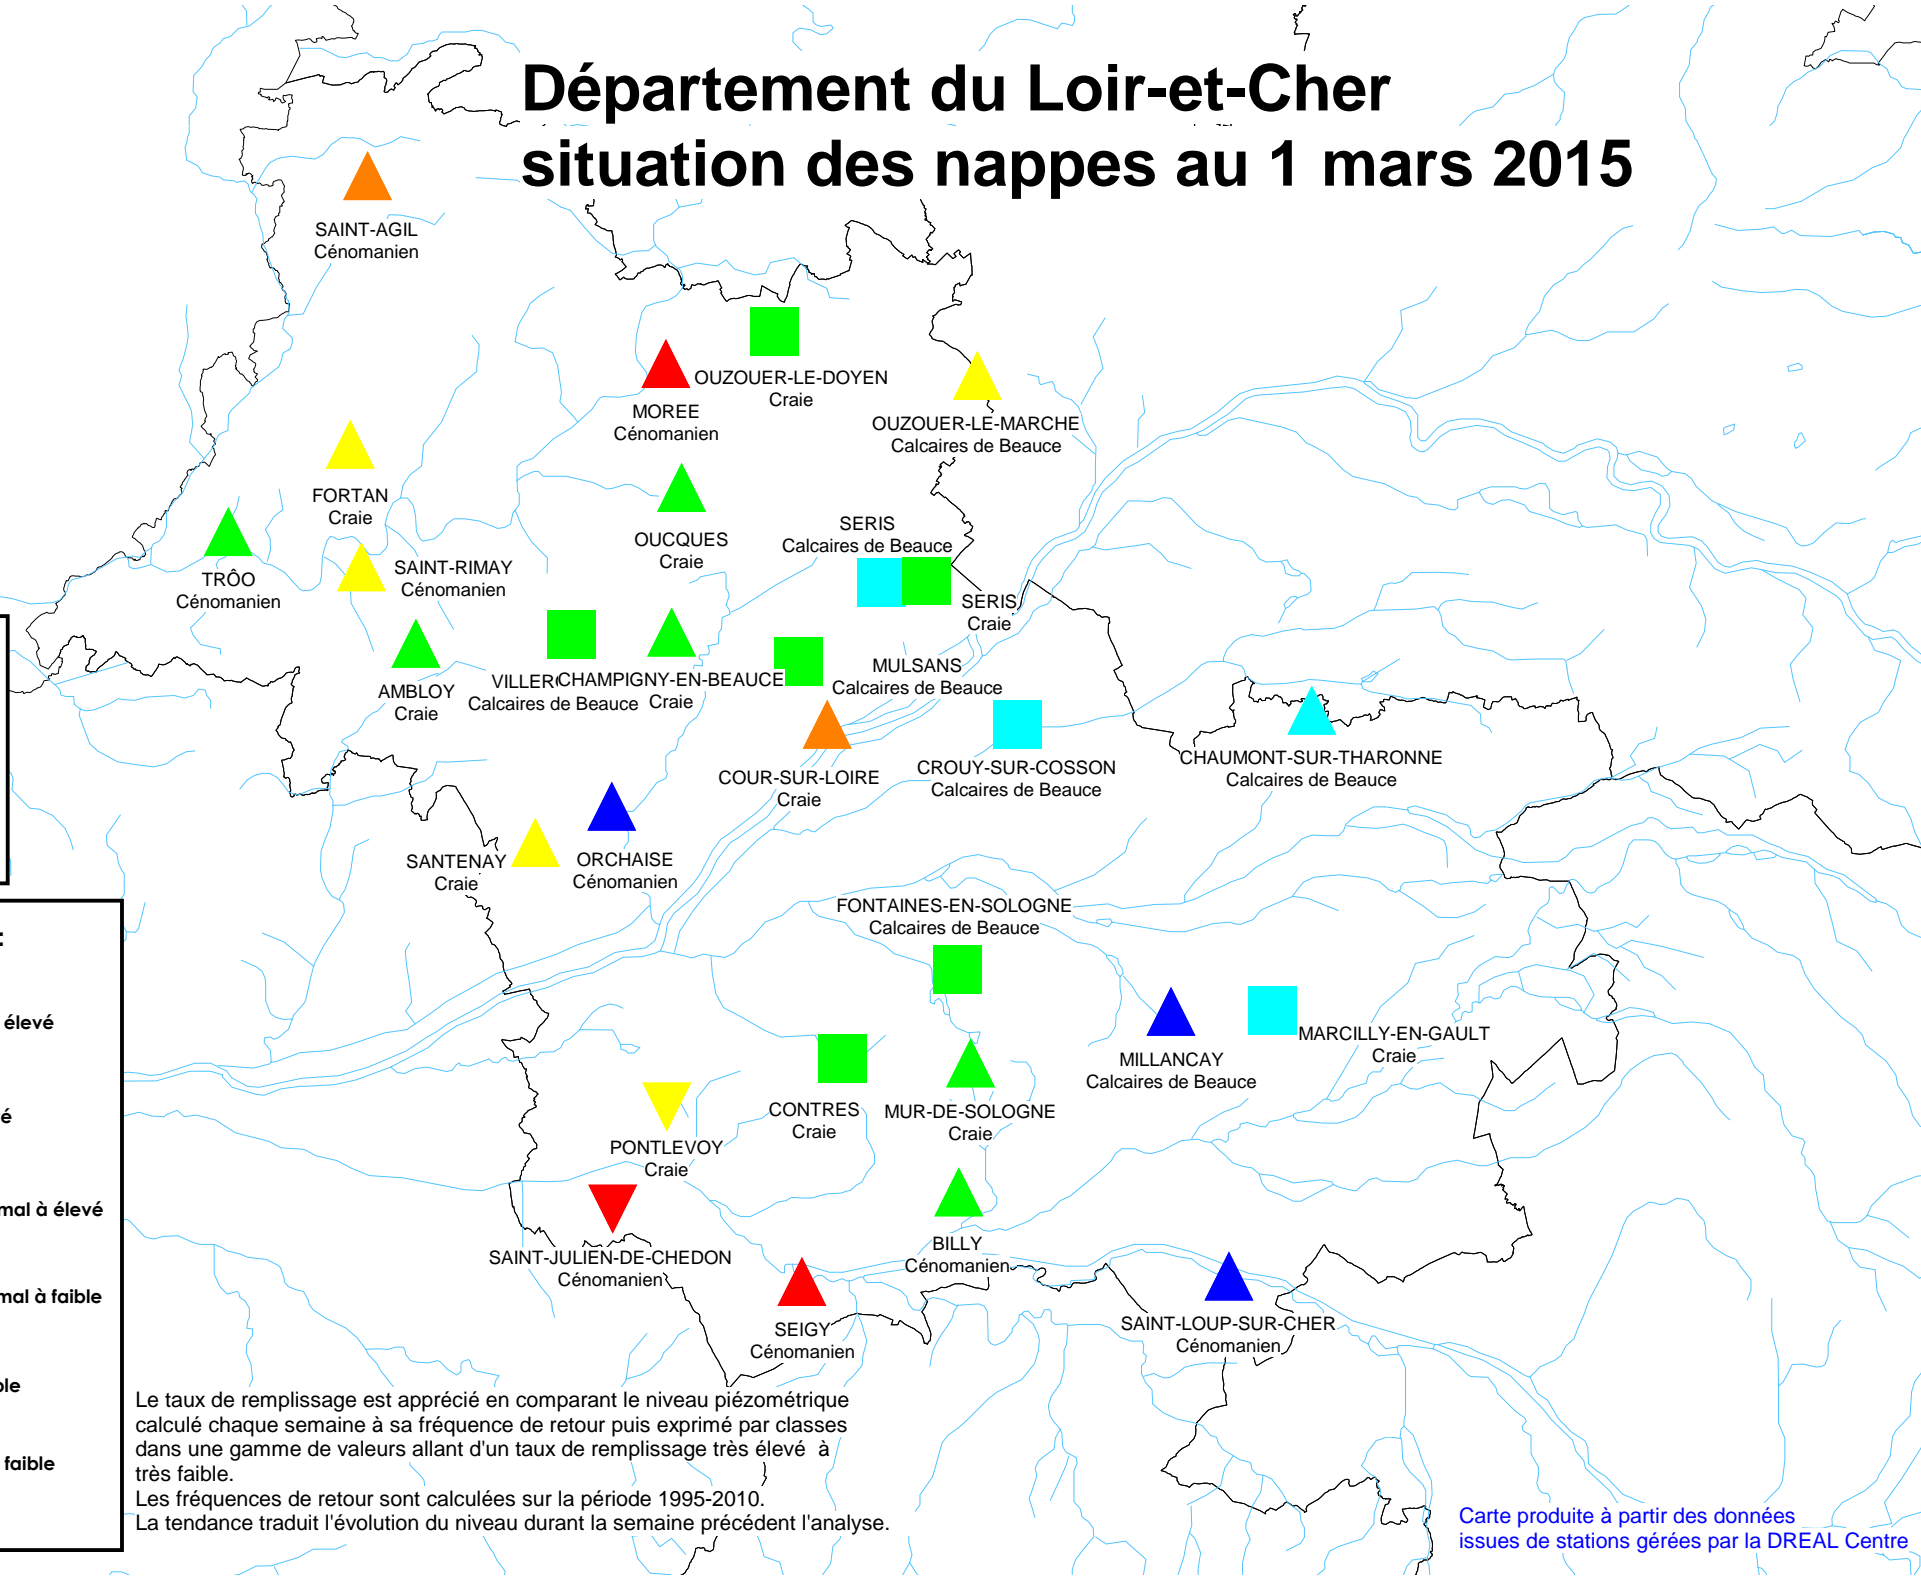 Département du Loir-et-Cher
situation des nappes au 1 mars 2015
SAINT-AGIL
Cénomanien
OUZOUER-LE-DOYEN
Craie
MOREE
Cénomanien
OUZOUER-LE-MARCHE
Calcaires de Beauce
FORTAN
Craie
OUCQUES
Craie
SERIS
Calcaires de Beauce
TRÔO
Cénomanien
SAINT-RIMAY
Cénomanien
SERIS
Craie
AMBLOY
Craie
Calcaires de Beauce
CHAMPIGNY-EN-BEAUCE
Craie
MULSANS
Calcaires de Beauce
COUR-SUR-LOIRE
Craie
CROUY-SUR-COSSON
Calcaires de Beauce
CHAUMONT-SUR-THARONNE
Calcaires de Beauce
SANTENAY
Craie
ORCHAISE
Cénomanien
FONTAINES-EN-SOLOGNE
Calcaires de Beauce
:
élevé
MILLANCAY
Calcaires de Beauce
MARCILLY-EN-GAULT
Craie
CONTRES
Craie
MUR-DE-SOLOGNE
Craie
PONTLEVOY
Craie
à élevé
SAINT-JULIEN-DE-CHEDON
Cénomanien
BILLY
Cénomanien
à faible
SEIGY
Cénomanien
SAINT-LOUP-SUR-CHER
Cénomanien
faible
Le taux de remplissage est apprécié en comparant le niveau piézométrique
calculé chaque semaine à sa fréquence de retour puis exprimé par classes
dans une gamme de valeurs allant d'un taux de remplissage très élevé à
très faible.
Les fréquences de retour sont calculées sur la période 1995-2010.
La tendance traduit l'évolution du niveau durant la semaine précédent l'analyse.
Carte produite à partir des données
issues de stations gérées par la DREAL Centre